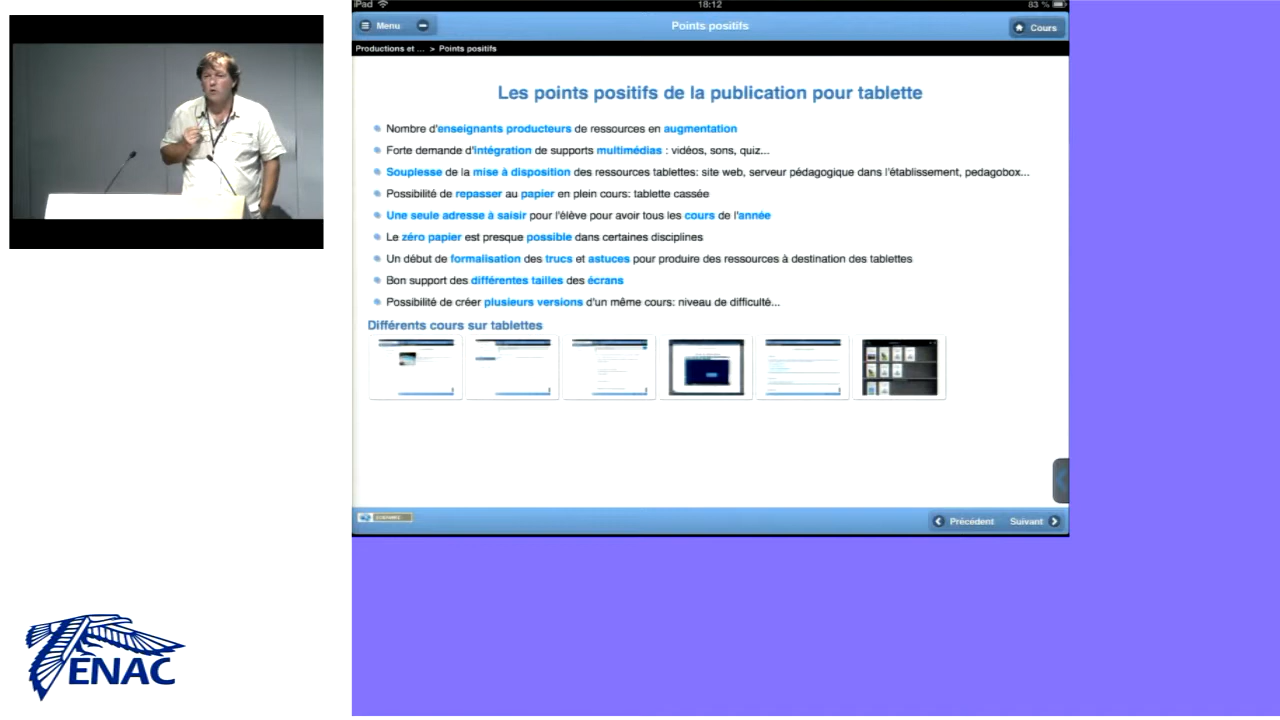 iPad
18:12
83 %
Menu
Points positifs
Cours
Productions et ... > Points positifs
Les points positifs de la publication pour tablette
Nombre d'enseignants producteurs de ressources en augmentation
Forte demande d'intégration de supports multimédias : vidéos, sons, quiz...
Souplesse de la mise à disposition des ressources tablettes: site web, serveur pédagogique dans l'établissement, pedagobox...
Possibilité de repasser au papier en plein cours: tablette cassée
Une seule adresse à saisir pour l'élève pour avoir tous les cours de l'année
Le zéro papier est presque possible dans certaines disciplines
Un début de formalisation des trucs et astuces pour produire des ressources à destination des tablettes
Bon support des différentes tailles des écrans
Possibilité de créer plusieurs versions d'un même cours: niveau de difficulté...
Différents cours sur tablettes
Précédent
Suivant
ENAC